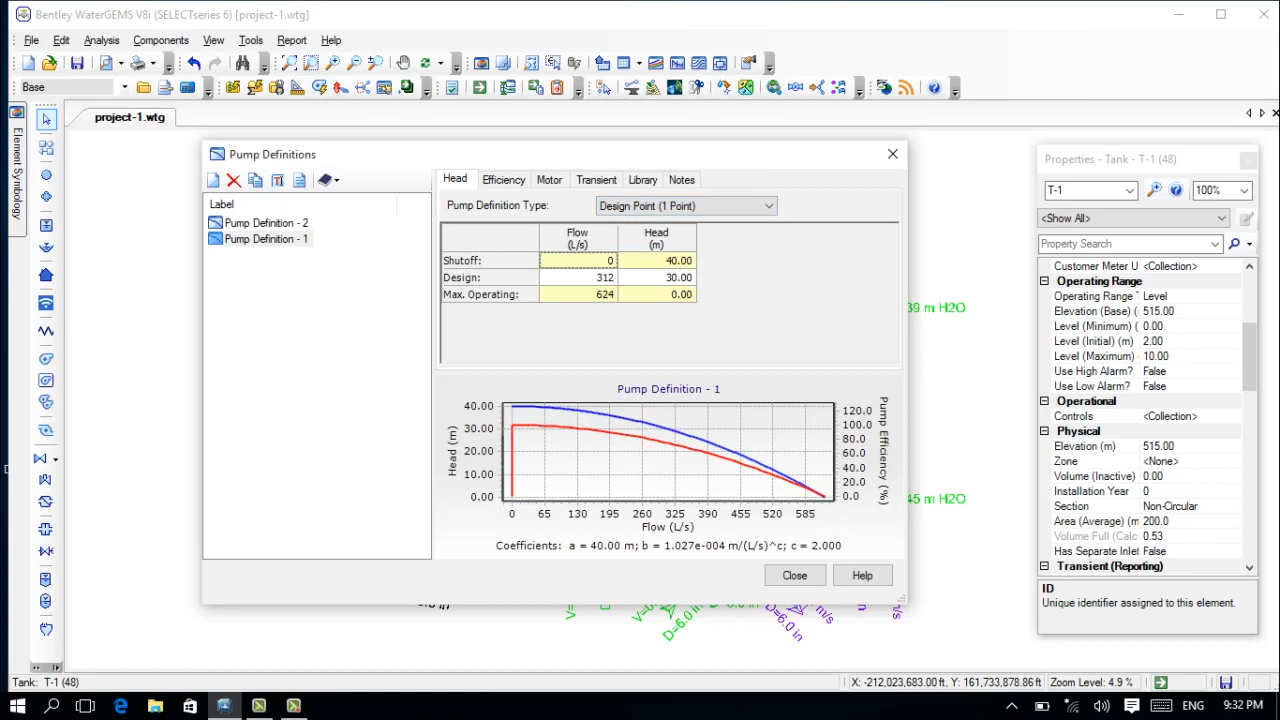 Bentley WaterGEMS V8i (SELECTseries 6) [project-1.wtg]
File Edit Analysis Components View Tools Report Help
Base
project-1.wtg
Element Symbology
Pump Definitions
Label
Pump Definition - 2
Pump Definition - 1
Head Efficiency Motor Transient Library Notes
Pump Definition Type: Design Point (1 Point)
Flow (L/s) Head (m)
Shutoff: 0 40.00
Design: 312 30.00
Max. Operating: 624 0.00
Pump Definition - 1
Head (m)
40.00
30.00
20.00
10.00
0.00
120.0
100.0
80.0
60.0
40.0
20.0
0.0
Pump Efficiency (%)
0 65 130 195 260 325 390 455 520 585
Flow (L/s)
Coefficients: a = 40.00 m; b = 1.027e-004 m/(L/s)^c; c = 2.000
Close Help
39 m H2O
45 m H2O
D=6.0 in
D=6.0 in
m/s
m/s
Properties - Tank - T-1 (48)
T-1 100%
<Show All>
Property Search
Customer Meter U <Collection>
Operating Range
Operating Range Level
Elevation (Base) ( 515.00
Level (Minimum) ( 0.00
Level (Initial) (m) 2.00
Level (Maximum) 10.00
Use High Alarm? False
Use Low Alarm? False
Operational
Controls <Collection>
Physical
Elevation (m) 515.00
Zone <None>
Volume (Inactive) 0.00
Installation Year 0
Section Non-Circular
Area (Average) (m 200.0
Volume Full (Calc 0.53
Has Separate Inlet False
Transient (Reporting)
ID
Unique identifier assigned to this element.
Tank: T-1 (48)
X: -212,023,683.00 ft, Y: 161,733,878.86 ft Zoom Level: 4.9 %
ENG 9:32 PM